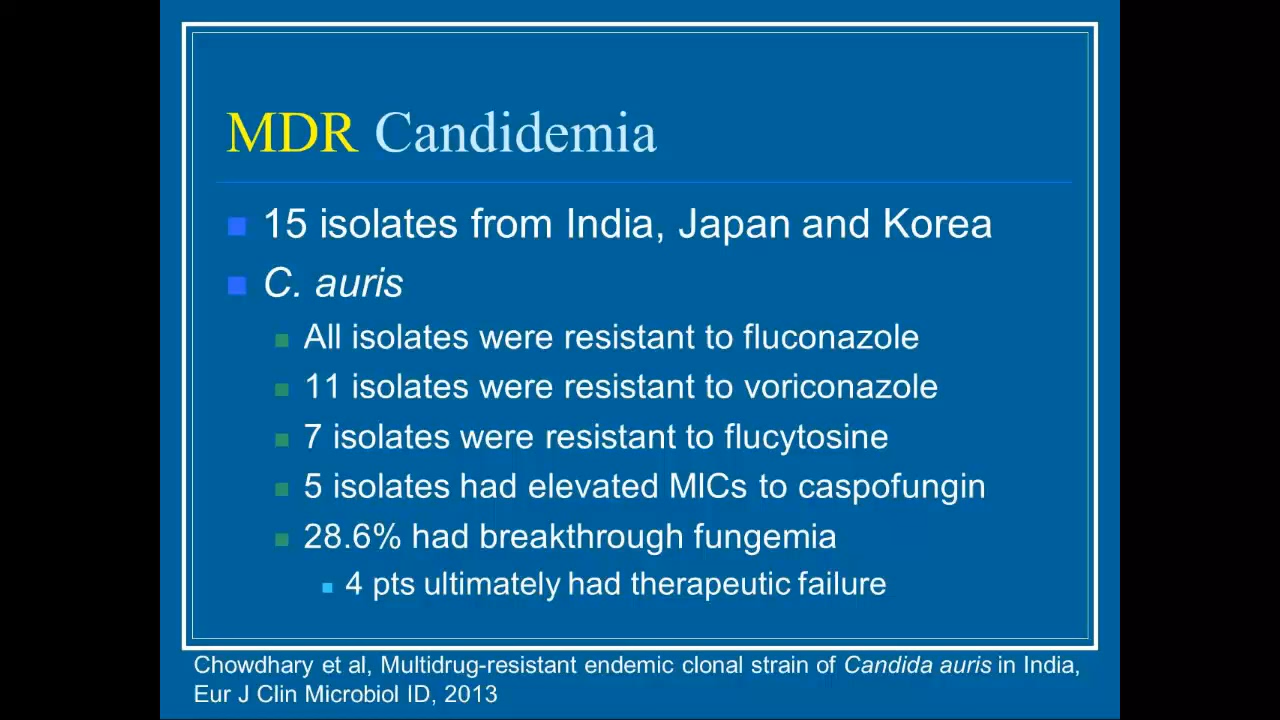 MDR Candidemia
15 isolates from India, Japan and Korea
C. auris
All isolates were resistant to fluconazole
11 isolates were resistant to voriconazole
7 isolates were resistant to flucytosine
5 isolates had elevated MICs to caspofungin
28.6% had breakthrough fungemia
4 pts ultimately had therapeutic failure
Chowdhary et al, Multidrug-resistant endemic clonal strain of Candida auris in India,
Eur J Clin Microbiol ID, 2013